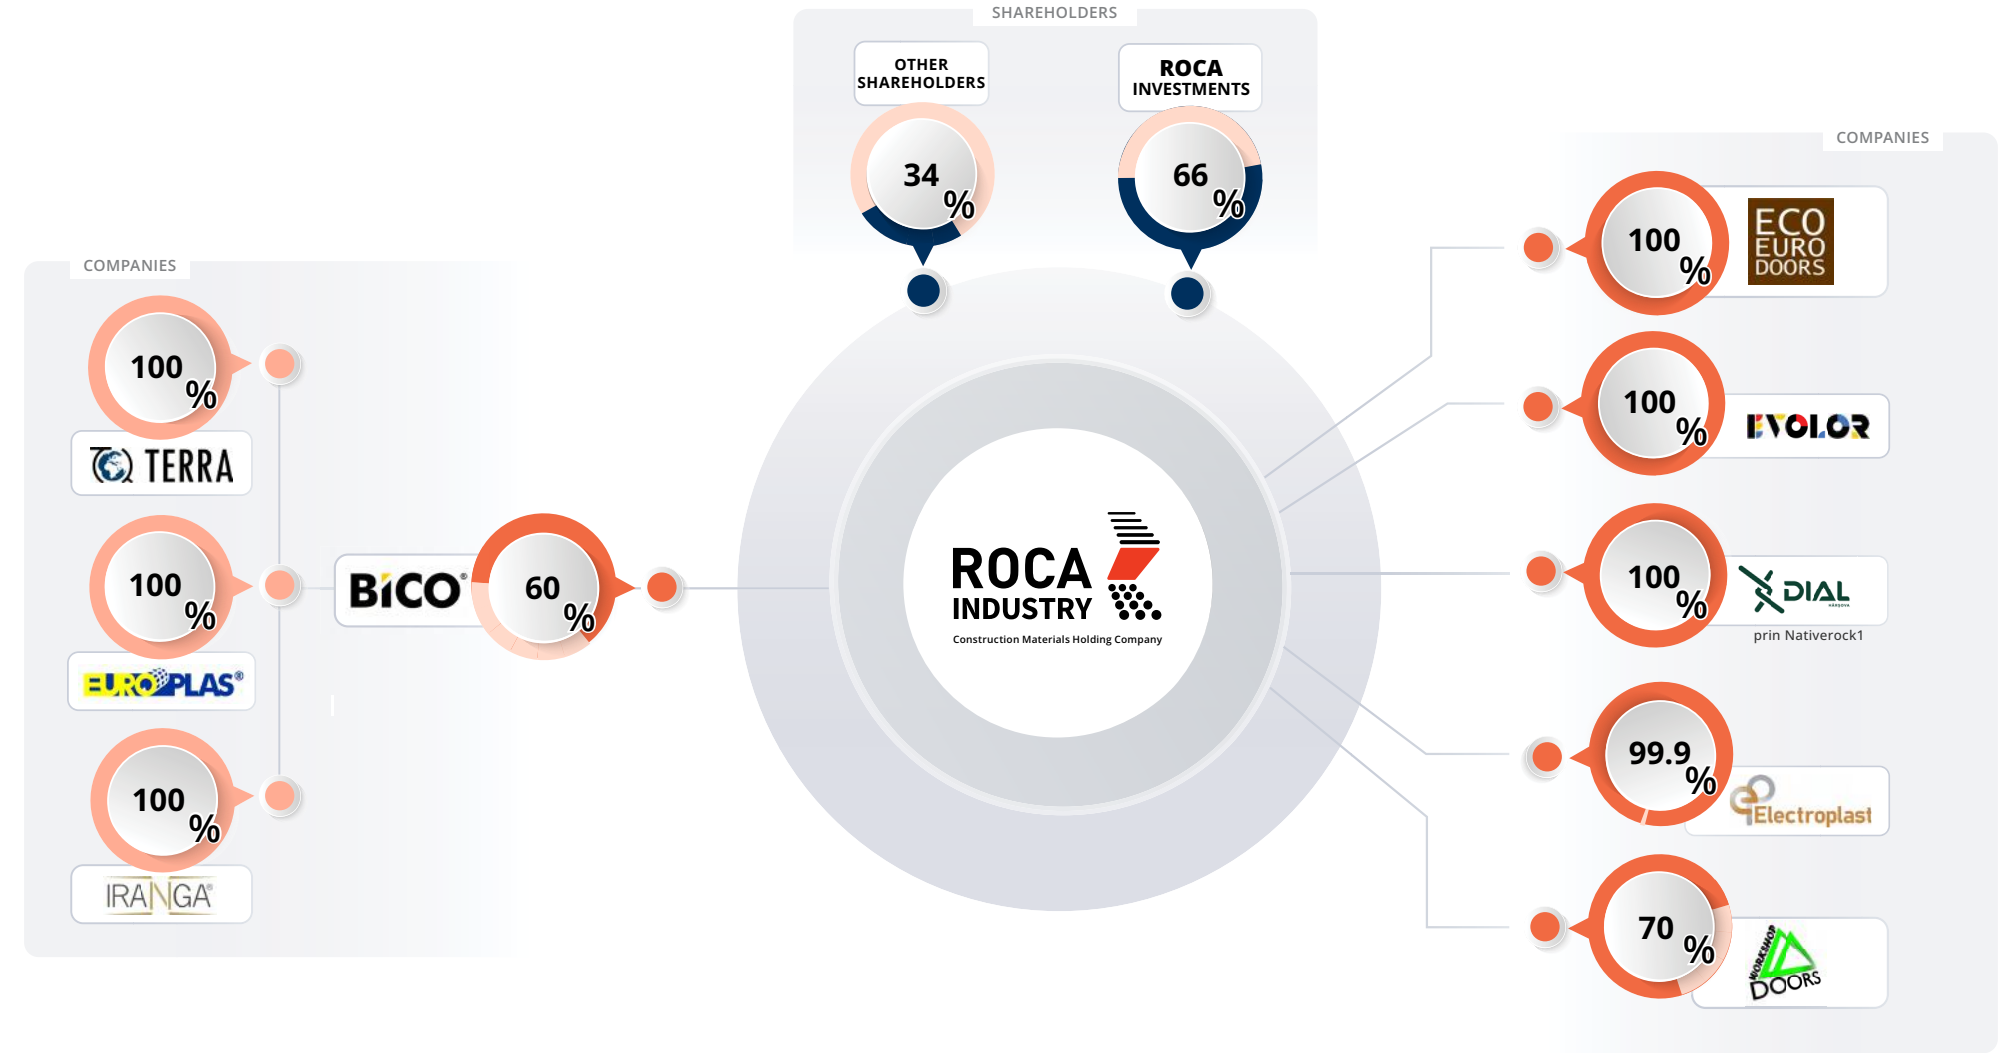 SHAREHOLDERS
OTHER
SHAREHOLDERS
34
%
ROCA
INVESTMENTS
66
%
COMPANIES
100
%
TERRA
100
%
EUROPLAS®
100
%
IRANGA®
BiCO®
60
%
ROCA
INDUSTRY
Construction Materials Holding Company
COMPANIES
100
%
ECO
EURO
DOORS
100
%
EVOLOR
100
%
DIAL
HÂRȘOVA
prin Nativerock1
99.9
%
ep
Electroplast
70
%
WORKSHOP
DOORS